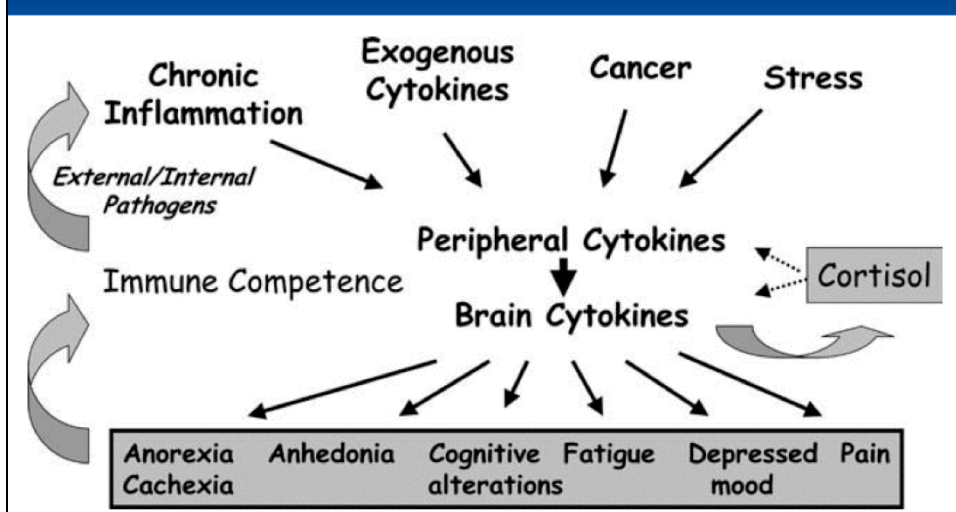 Chronic
Inflammation
Exogenous
Cytokines
Cancer
Stress
External/Internal
Pathogens
Peripheral Cytokines
Immune Competence
Cortisol
Brain Cytokines
Anorexia Anhedonia Cognitive Fatigue Depressed Pain
Cachexia alterations mood